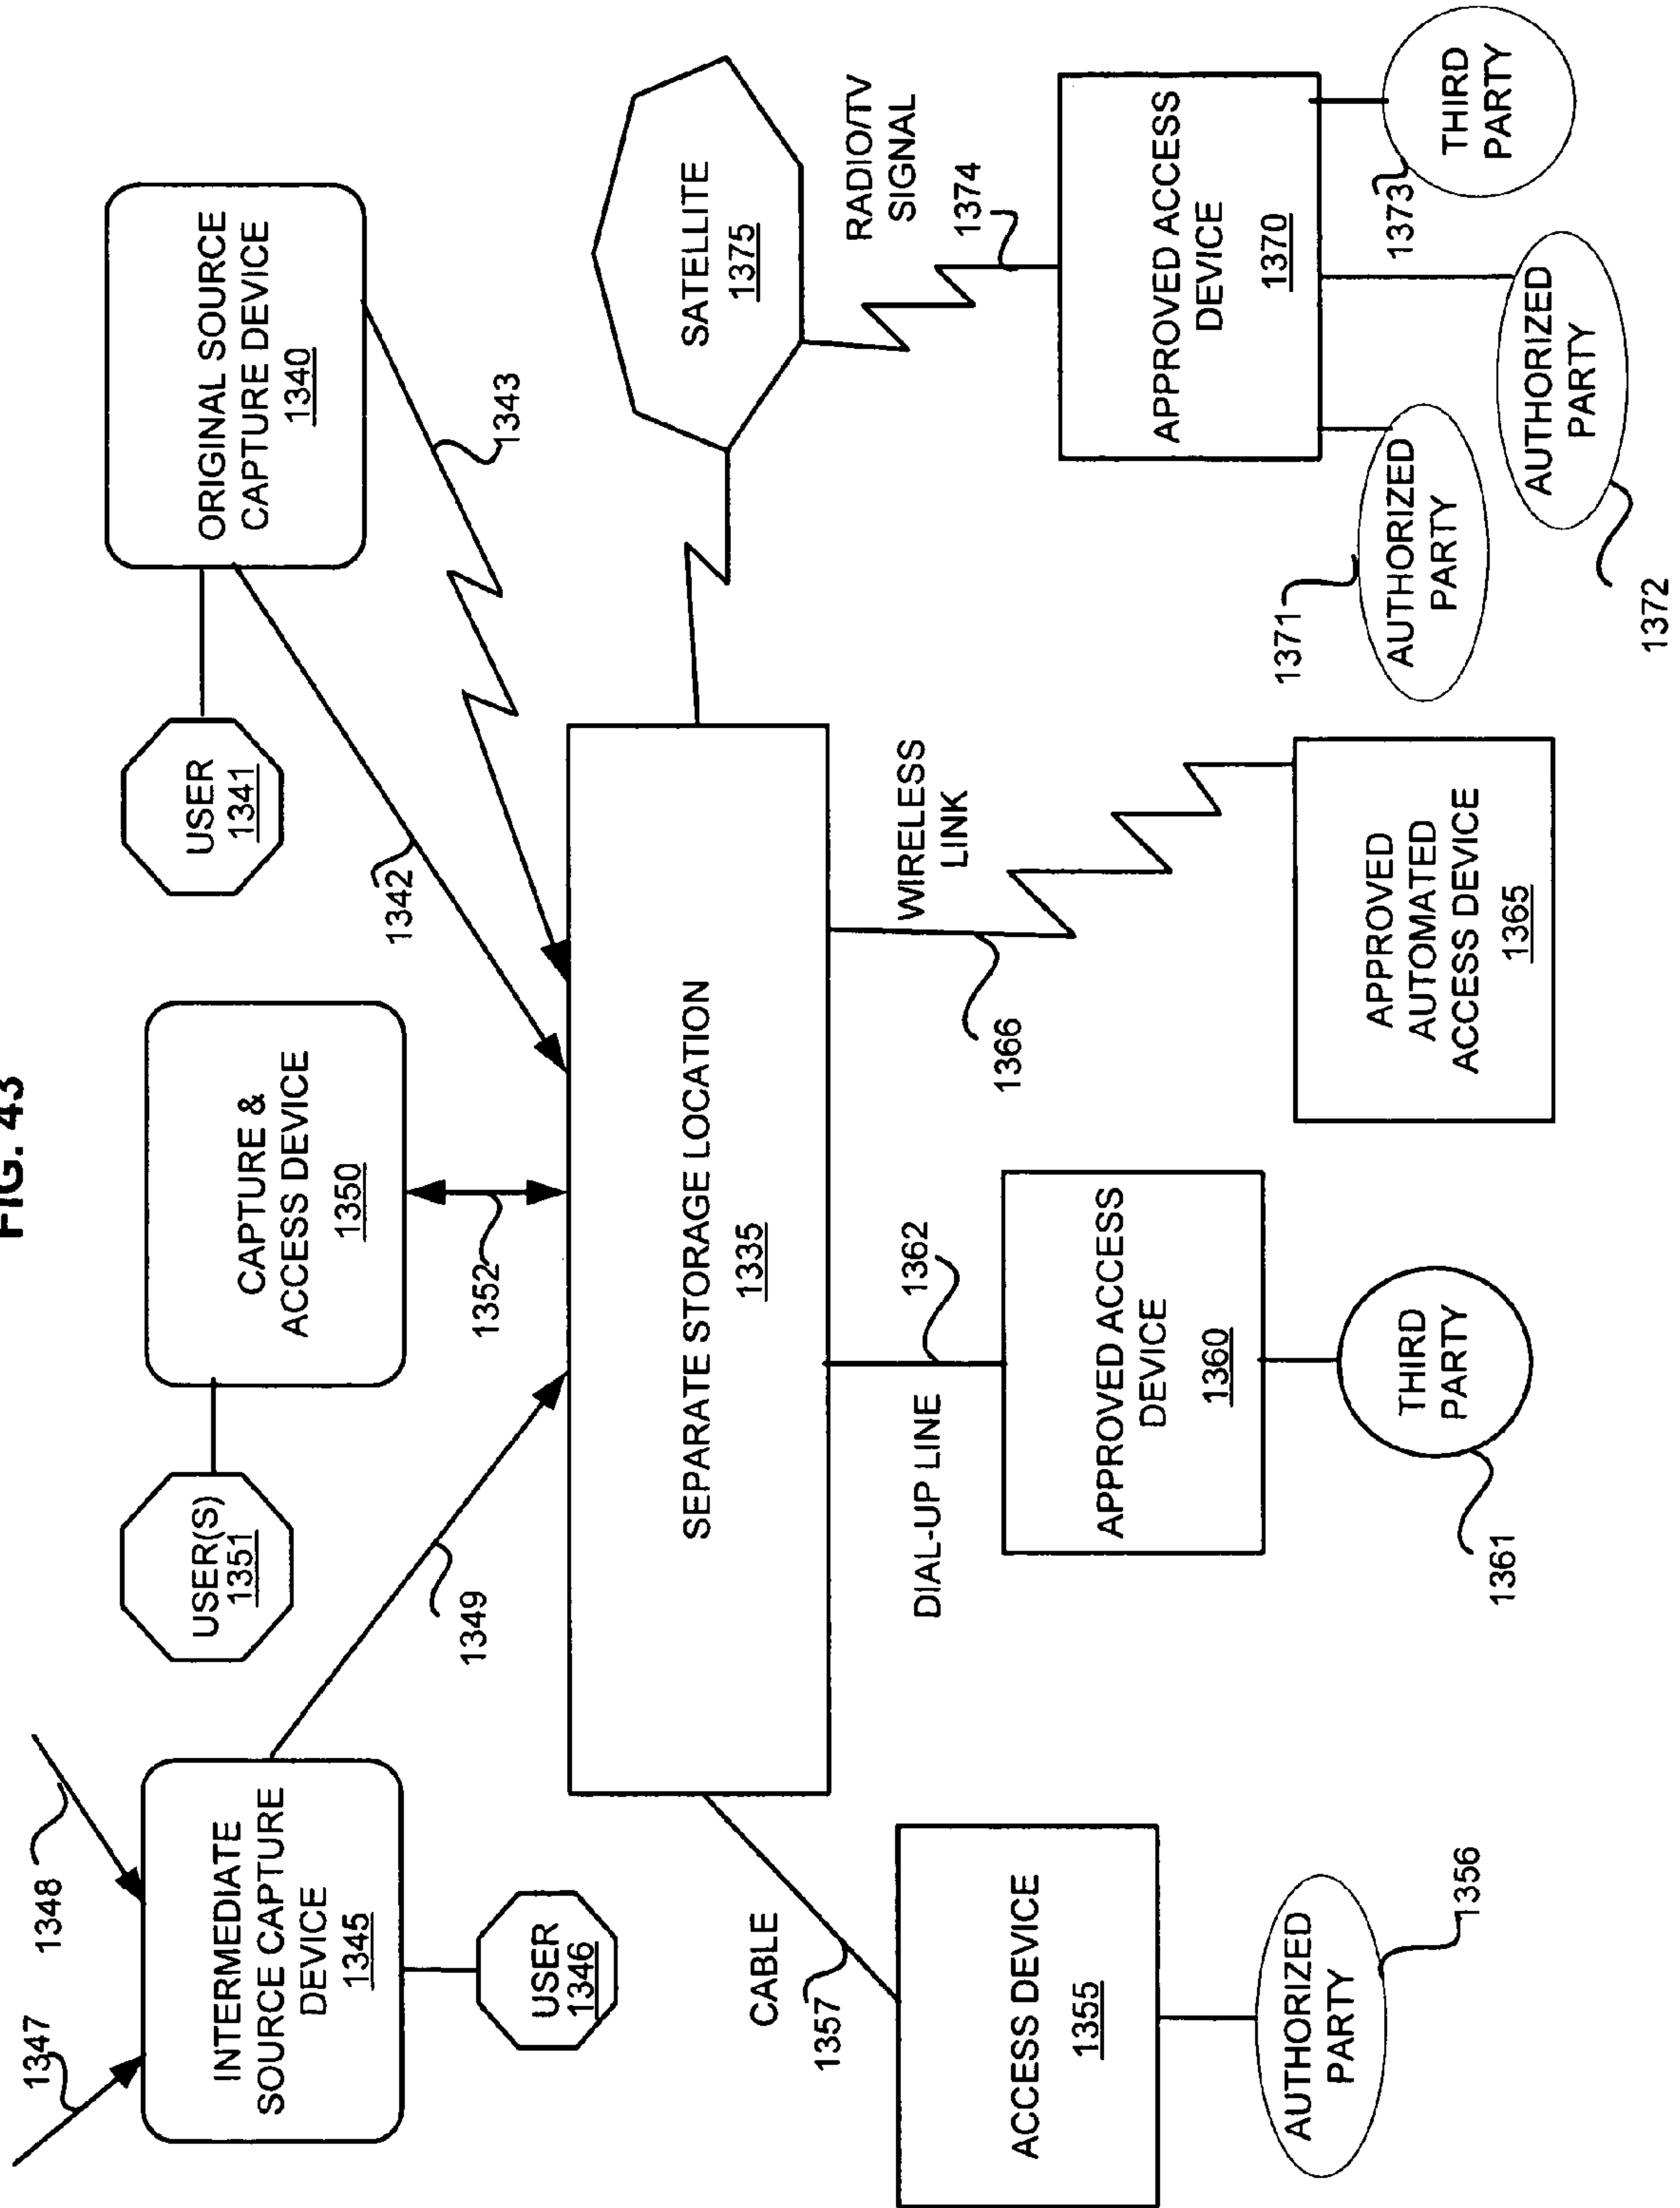 FIG. 43
1347
1348
INTERMEDIATE
SOURCE CAPTURE
DEVICE
1345
USER
1346
1349
USER(S)
1351
CAPTURE &
ACCESS DEVICE
1350
1352
USER
1341
ORIGINAL SOURCE
CAPTURE DEVICE
1340
1342
1343
SEPARATE STORAGE LOCATION
1335
SATELLITE
1375
CABLE
1357
ACCESS DEVICE
1355
AUTHORIZED
PARTY
1356
DIAL-UP LINE
1362
APPROVED ACCESS
DEVICE
1360
THIRD
PARTY
1361
WIRELESS
LINK
1366
APPROVED
AUTOMATED
ACCESS DEVICE
1365
RADIO/TV
SIGNAL
1374
APPROVED ACCESS
DEVICE
1370
1371
AUTHORIZED
PARTY
AUTHORIZED
PARTY
1372
1373
THIRD
PARTY